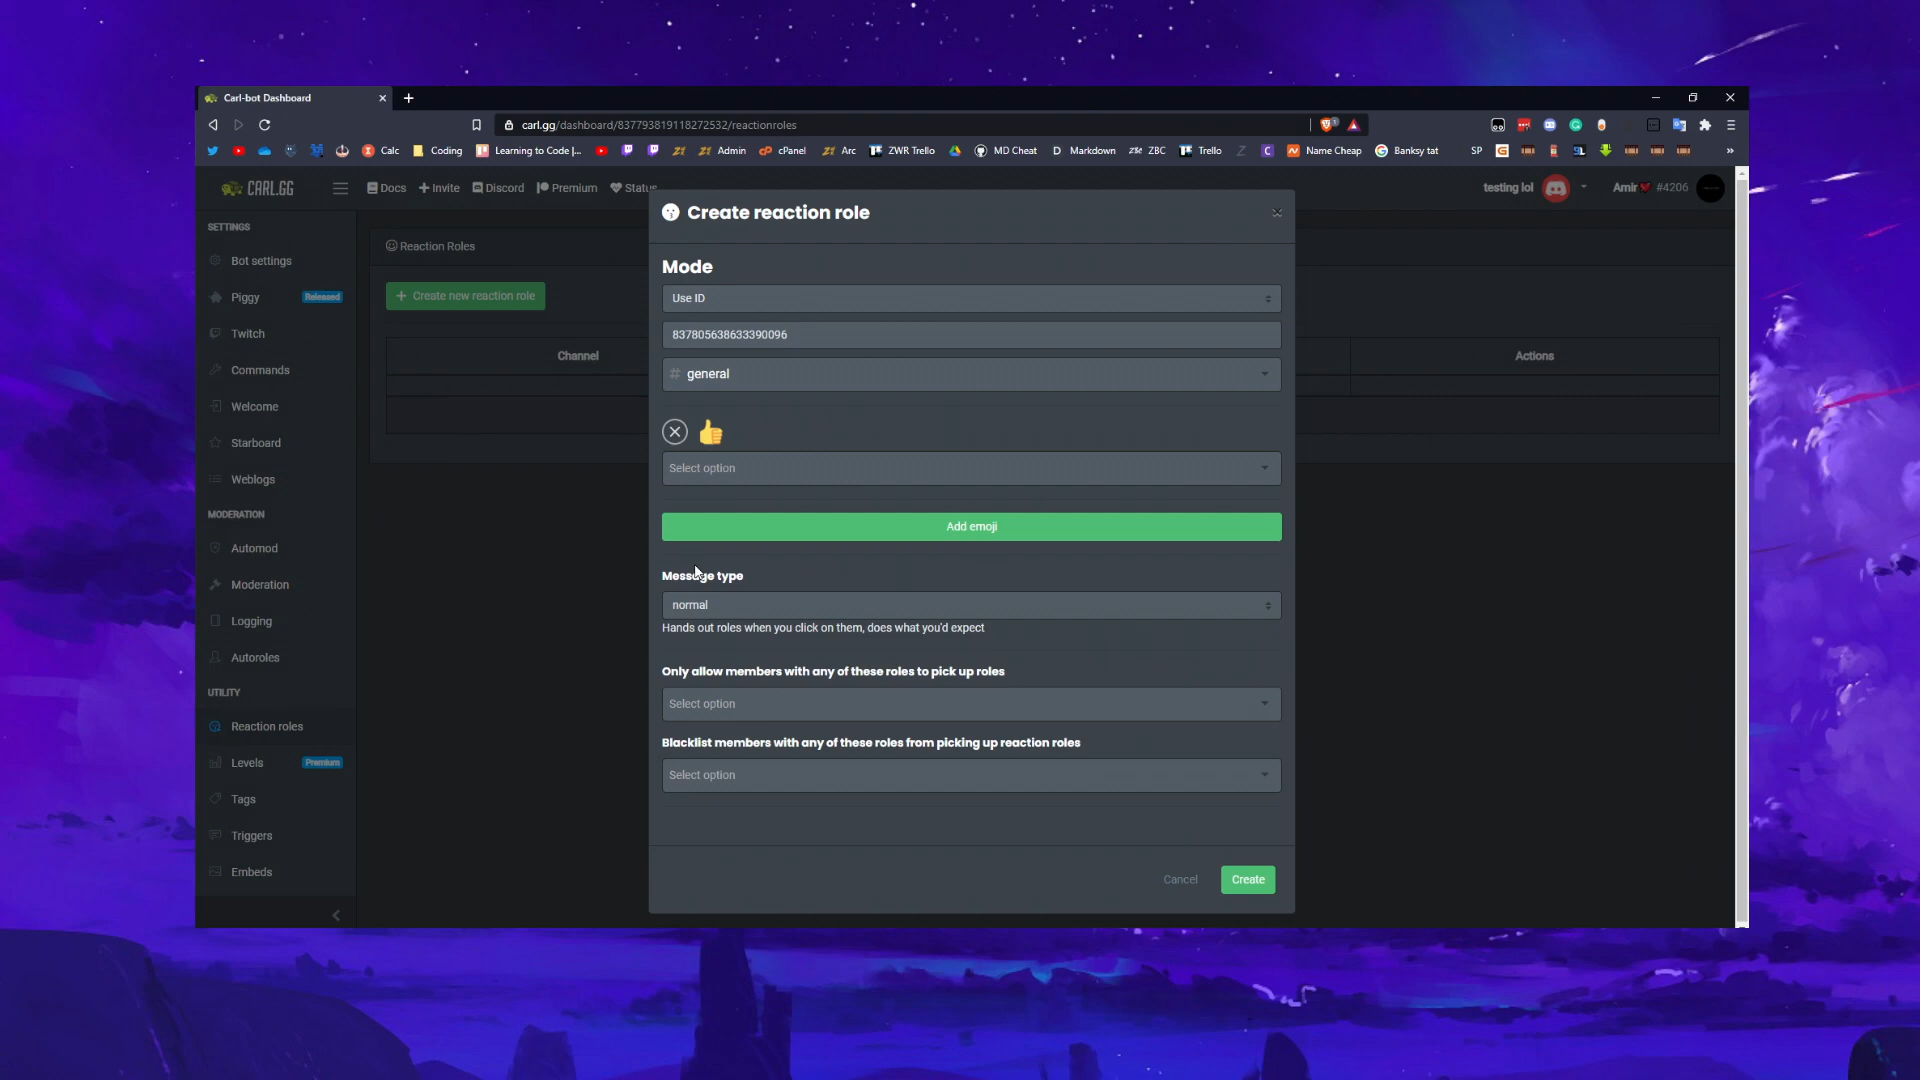 Carl-bot Dashboard
carl.gg/dashboard/837793819118272532/reactionroles
Calc Coding Learning to Code |... Admin cPanel Arc ZWR Trello MD Cheat Markdown ZBC Trello Name Cheap Banksy tat SP »
CARL.GG Docs Invite Discord Premium Status testing lol Amir #4206
SETTINGS
Bot settings
Piggy Released
Twitch
Commands
Welcome
Starboard
Weblogs
MODERATION
Automod
Moderation
Logging
Autoroles
UTILITY
Reaction roles
Levels Premium
Tags
Triggers
Embeds
Reaction Roles
+ Create new reaction role
Channel Actions
Create reaction role
Mode
Use ID
837805638633390096
# general
Select option
Add emoji
Message type
normal
Hands out roles when you click on them, does what you'd expect
Only allow members with any of these roles to pick up roles
Select option
Blacklist members with any of these roles from picking up reaction roles
Select option
Cancel Create